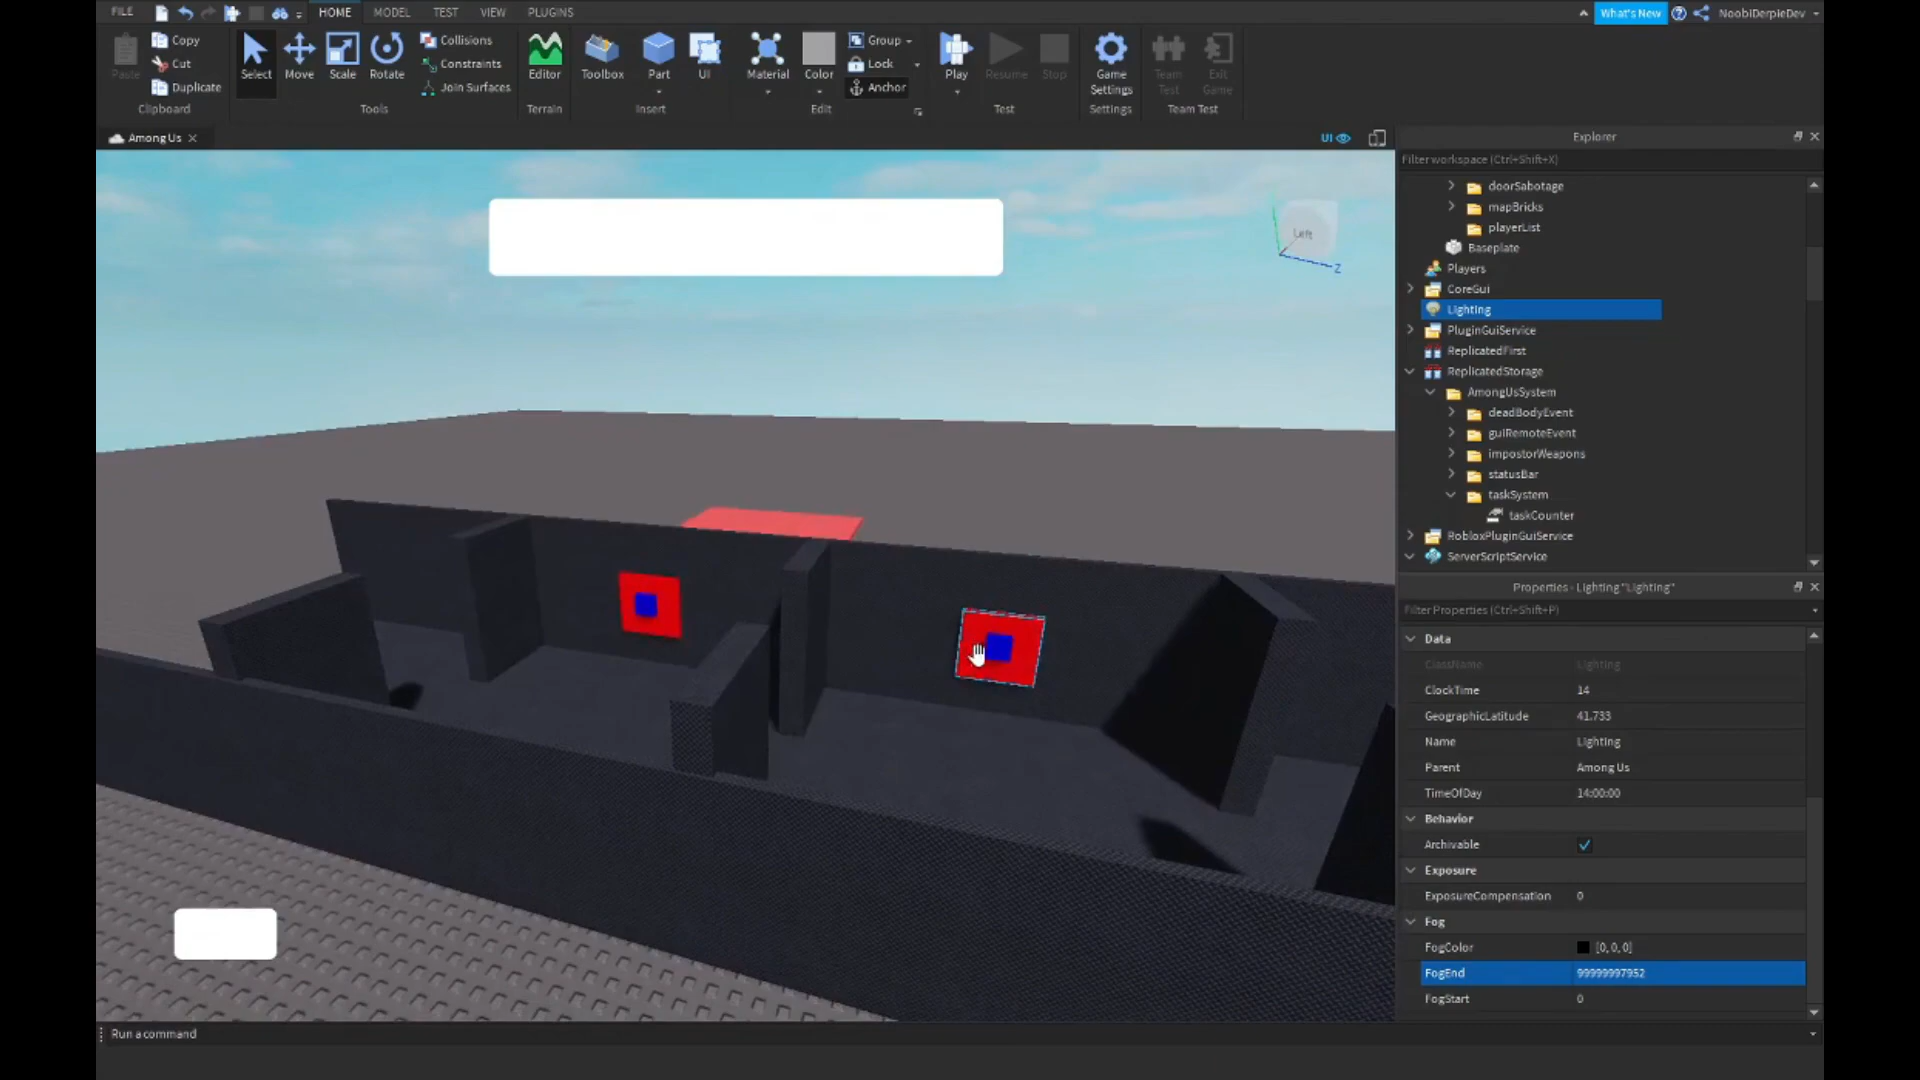 FILE HOME MODEL TEST VIEW PLUGINS What's New NoobiDerpieDev
Paste Copy Cut Duplicate Clipboard
Select Move Scale Rotate Collisions Constraints Join Surfaces Tools
Editor Terrain
Toolbox Part UI Insert
Material Color Group Lock Anchor Edit
Play Resume Stop Test
Game Settings Settings
Team Test Exit Game Team Test
Among Us UI
Left
Z
Explorer
Filter workspace (Ctrl+Shift+X)
doorSabotage
mapBricks
playerList
Baseplate
Players
CoreGui
Lighting
PluginGuiService
ReplicatedFirst
ReplicatedStorage
AmongUsSystem
deadBodyEvent
guiRemoteEvent
impostorWeapons
statusBar
taskSystem
taskCounter
RobloxPluginGuiService
ServerScriptService
Properties - Lighting "Lighting"
Filter Properties (Ctrl+Shift+P)
Data
ClassName Lighting
ClockTime 14
GeographicLatitude 41.733
Name Lighting
Parent Among Us
TimeOfDay 14:00:00
Behavior
Archivable
Exposure
ExposureCompensation 0
Fog
FogColor [0, 0, 0]
FogEnd 99999997952
FogStart 0
Run a command